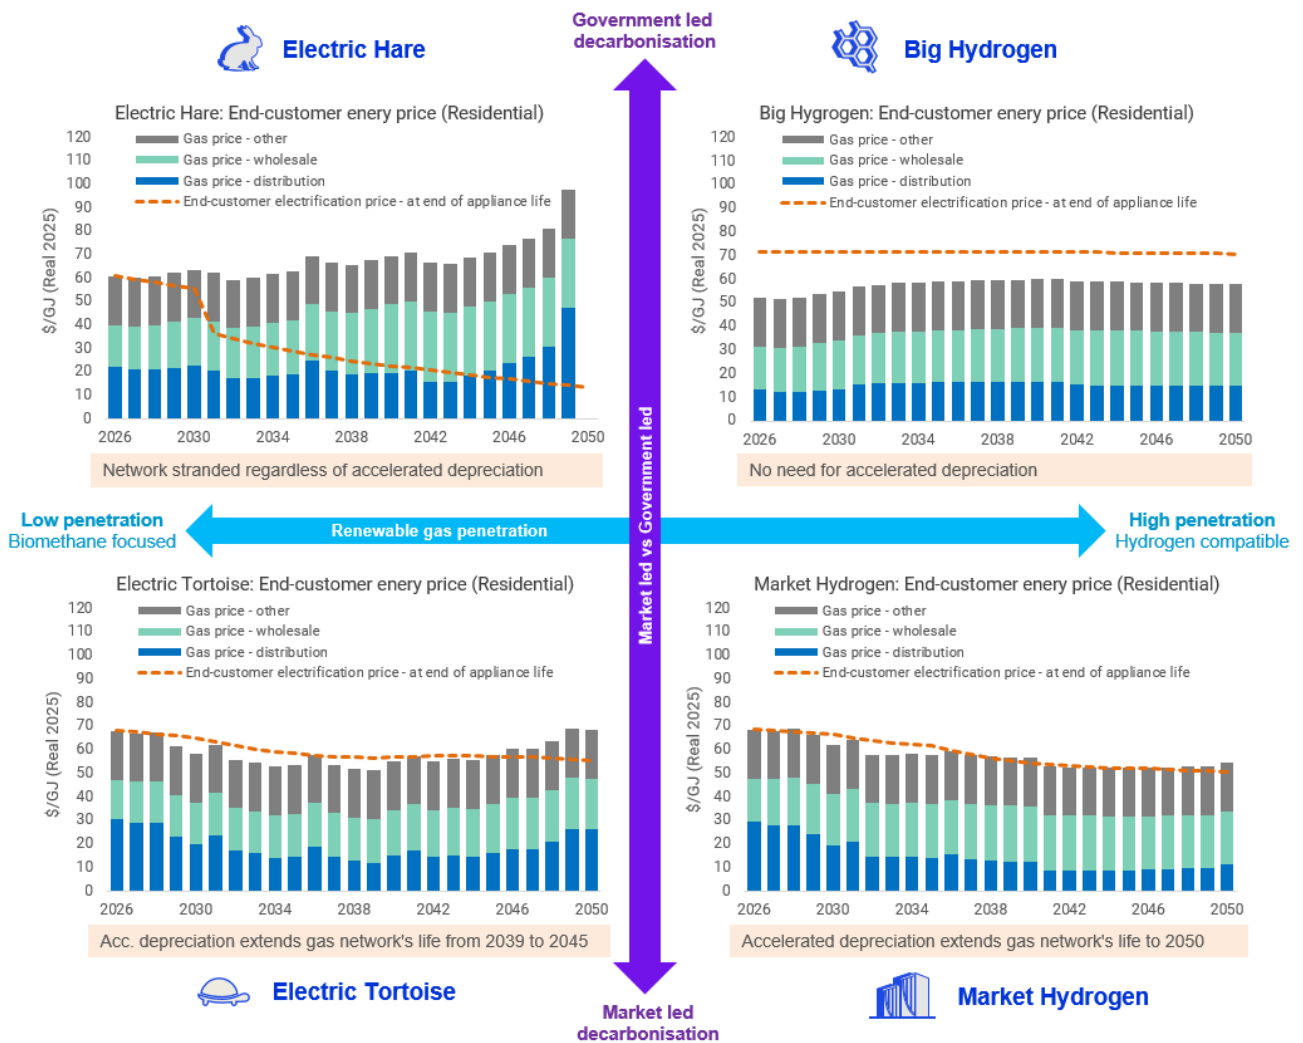 Government led
decarbonisation
Electric Hare
Big Hydrogen
Electric Hare: End-customer enery price (Residential)
Gas price - other
Gas price - wholesale
Gas price - distribution
End-customer electrification price - at end of appliance life
$/GJ (Real 2025)
120
110
100
90
80
70
60
50
40
30
20
10
0
2026 2030 2034 2038 2042 2046 2050
Network stranded regardless of accelerated depreciation
Big Hygrogen: End-customer enery price (Residential)
Gas price - other
Gas price - wholesale
Gas price - distribution
End-customer electrification price - at end of appliance life
$/GJ (Real 2025)
120
110
100
90
80
70
60
50
40
30
20
10
0
2026 2030 2034 2038 2042 2046 2050
No need for accelerated depreciation
Market led vs Government led
Low penetration
Biomethane focused
Renewable gas penetration
High penetration
Hydrogen compatible
Electric Tortoise: End-customer enery price (Residential)
Gas price - other
Gas price - wholesale
Gas price - distribution
End-customer electrification price - at end of appliance life
$/GJ (Real 2025)
120
110
100
90
80
70
60
50
40
30
20
10
0
2026 2030 2034 2038 2042 2046 2050
Acc. depreciation extends gas network's life from 2039 to 2045
Market Hydrogen: End-customer enery price (Residential)
Gas price - other
Gas price - wholesale
Gas price - distribution
End-customer electrification price - at end of appliance life
$/GJ (Real 2025)
120
110
100
90
80
70
60
50
40
30
20
10
0
2026 2030 2034 2038 2042 2046 2050
Accelerated depreciation extends gas network's life to 2050
Electric Tortoise
Market Hydrogen
Market led
decarbonisation